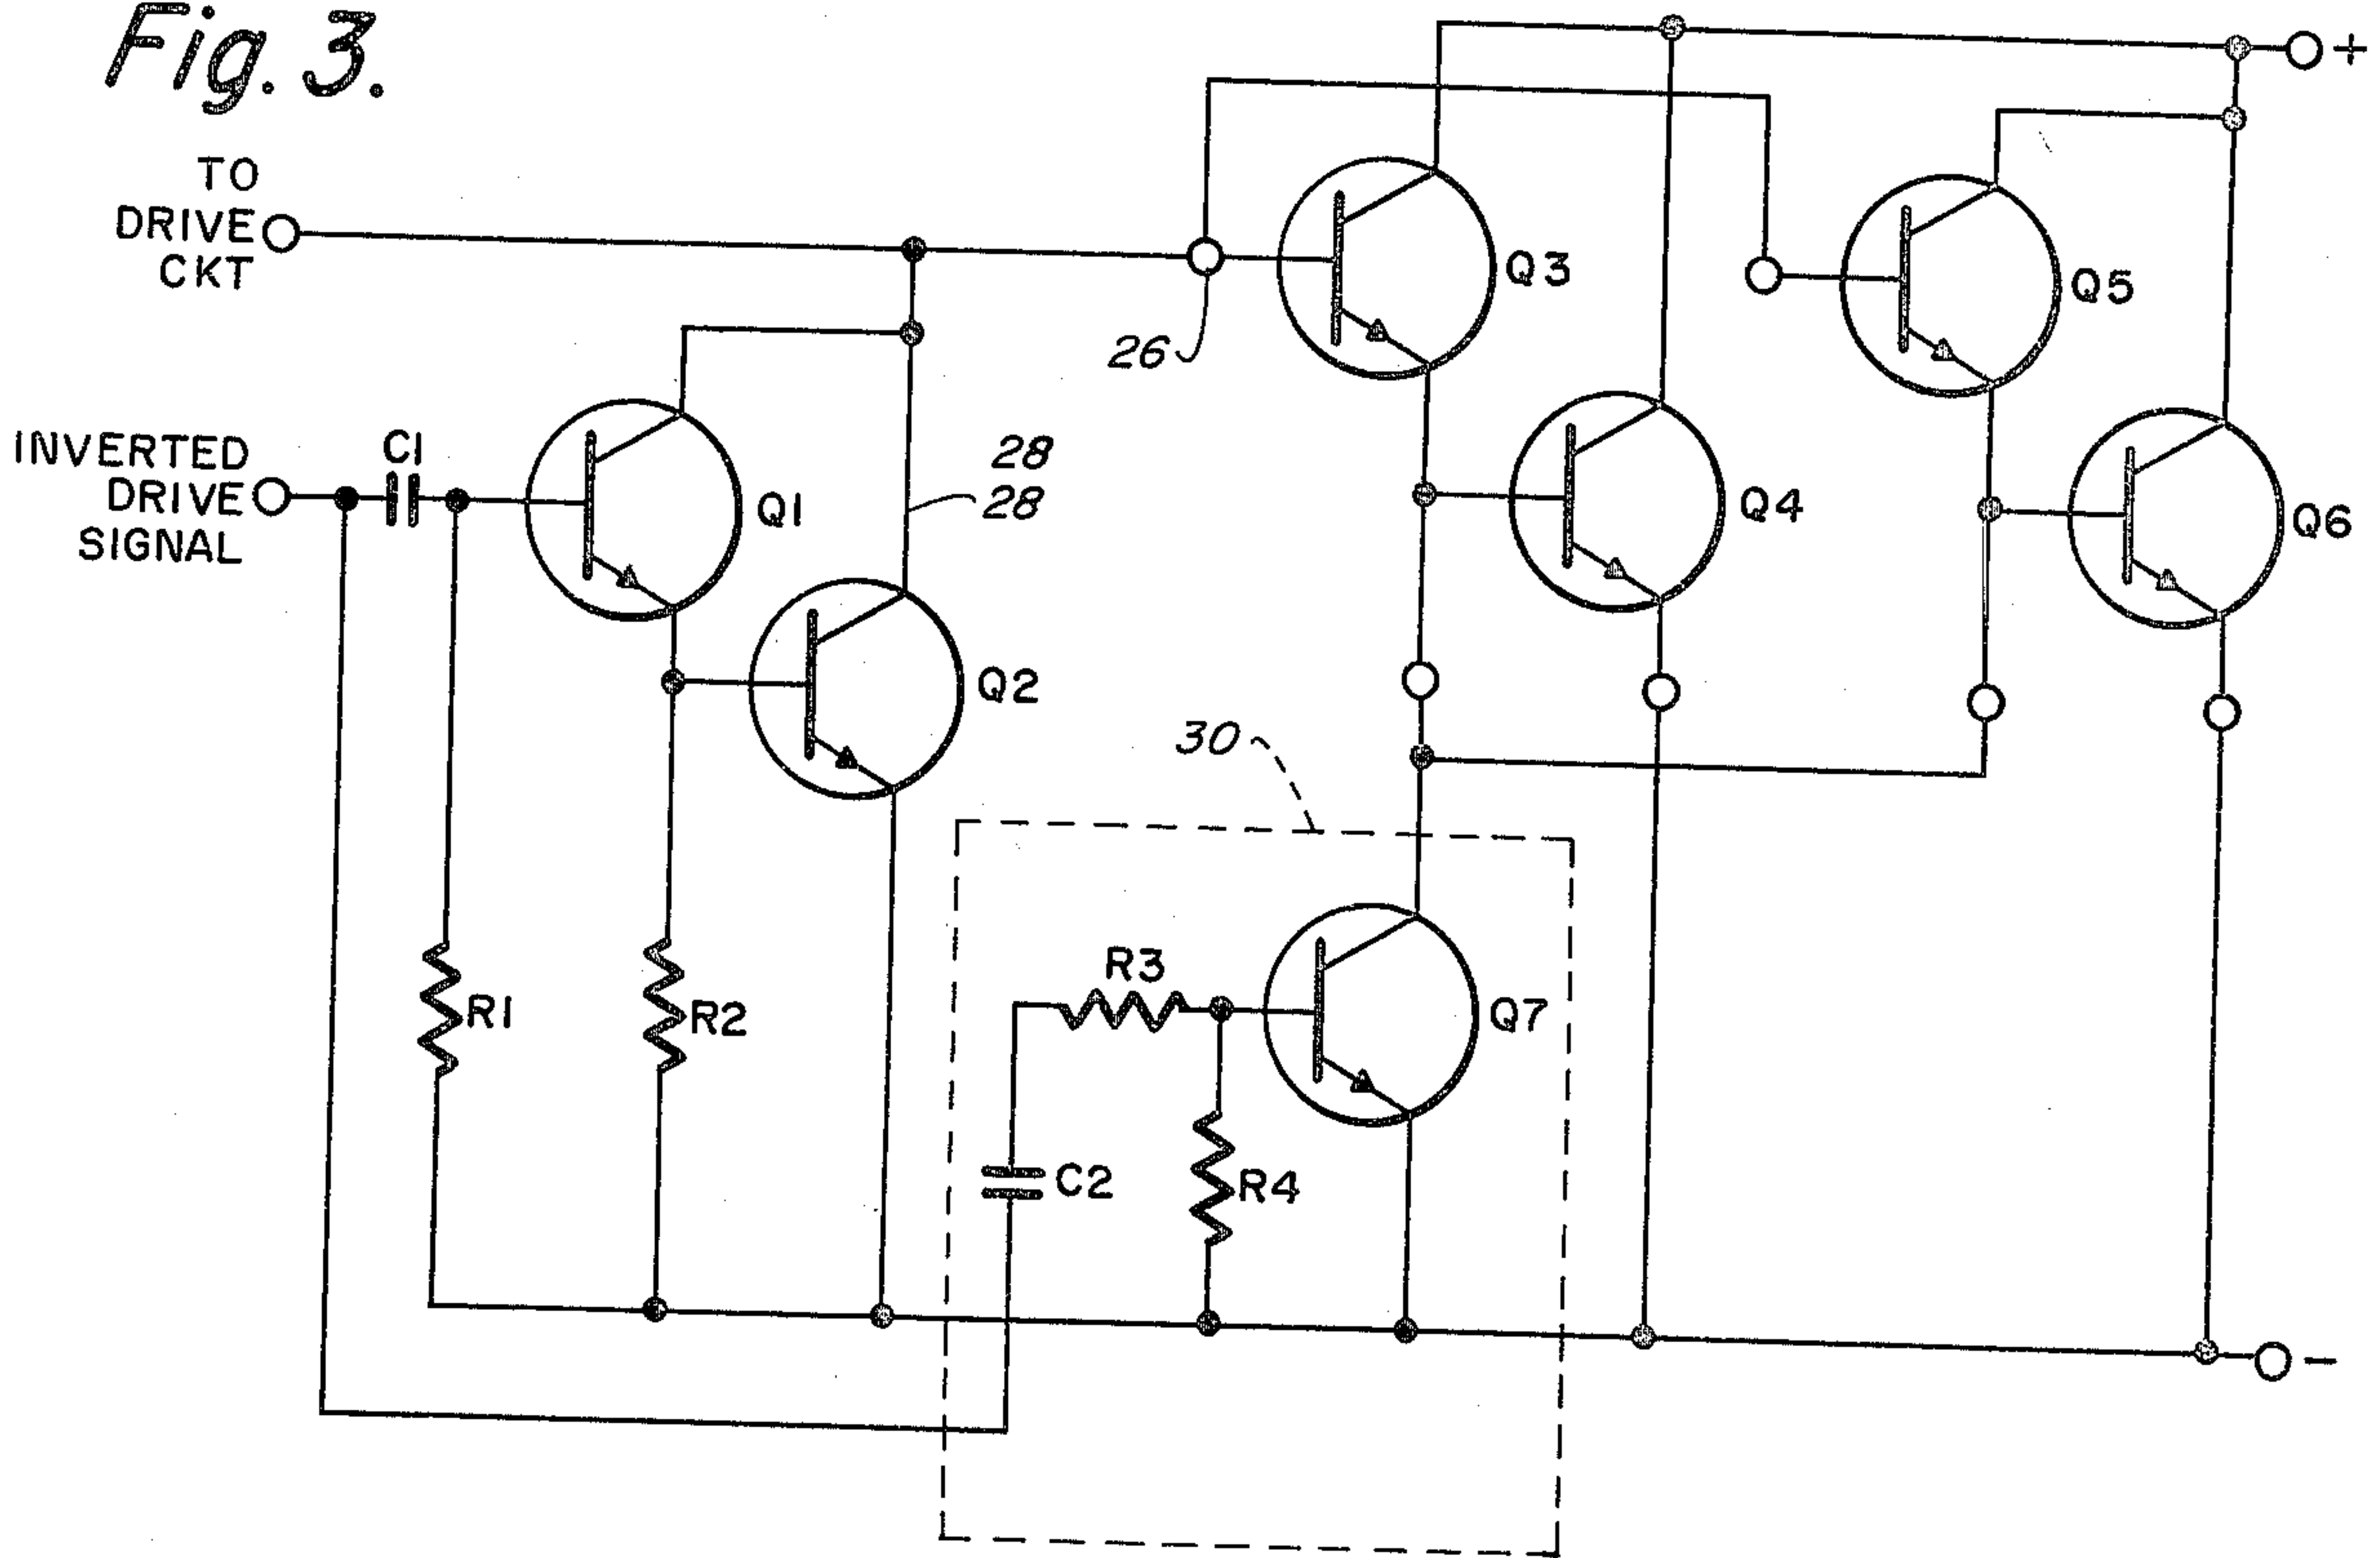 Fig. 3.
+
TO
DRIVE
CKT
Q3
Q5
26
INVERTED
DRIVE
SIGNAL
C1
28
28
Q1
Q4
Q6
Q2
30
R3
R1
R2
Q7
C2
R4
-